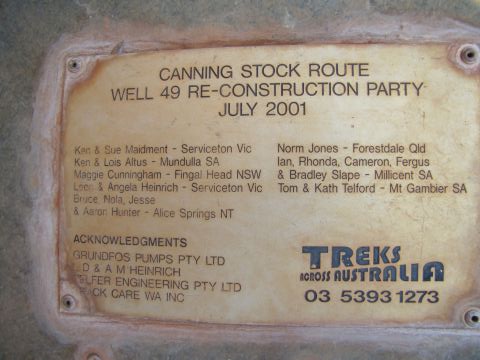 CANNING STOCK ROUTE
WELL 49 RE-CONSTRUCTION PARTY
JULY 2001
Ken & Sue Maidment - Serviceton Vic
Ken & Lois Altus - Mundulla SA
Maggie Cunningham - Fingal Head NSW
Leon & Angela Heinrich - Serviceton Vic
Bruce, Nola, Jesse
& Aaron Hunter - Alice Springs NT
Norm Jones - Forestdale Qld
Ian, Rhonda, Cameron, Fergus
& Bradley Slape - Millicent SA
Tom & Kath Telford - Mt Gambier SA
ACKNOWLEDGMENTS
GRUNDFOS PUMPS PTY LTD
D & A M HEINRICH
ENGINEERING PTY LTD
CARE WA INC
TREKS
ACROSS AUSTRALIA
03 5393 1273